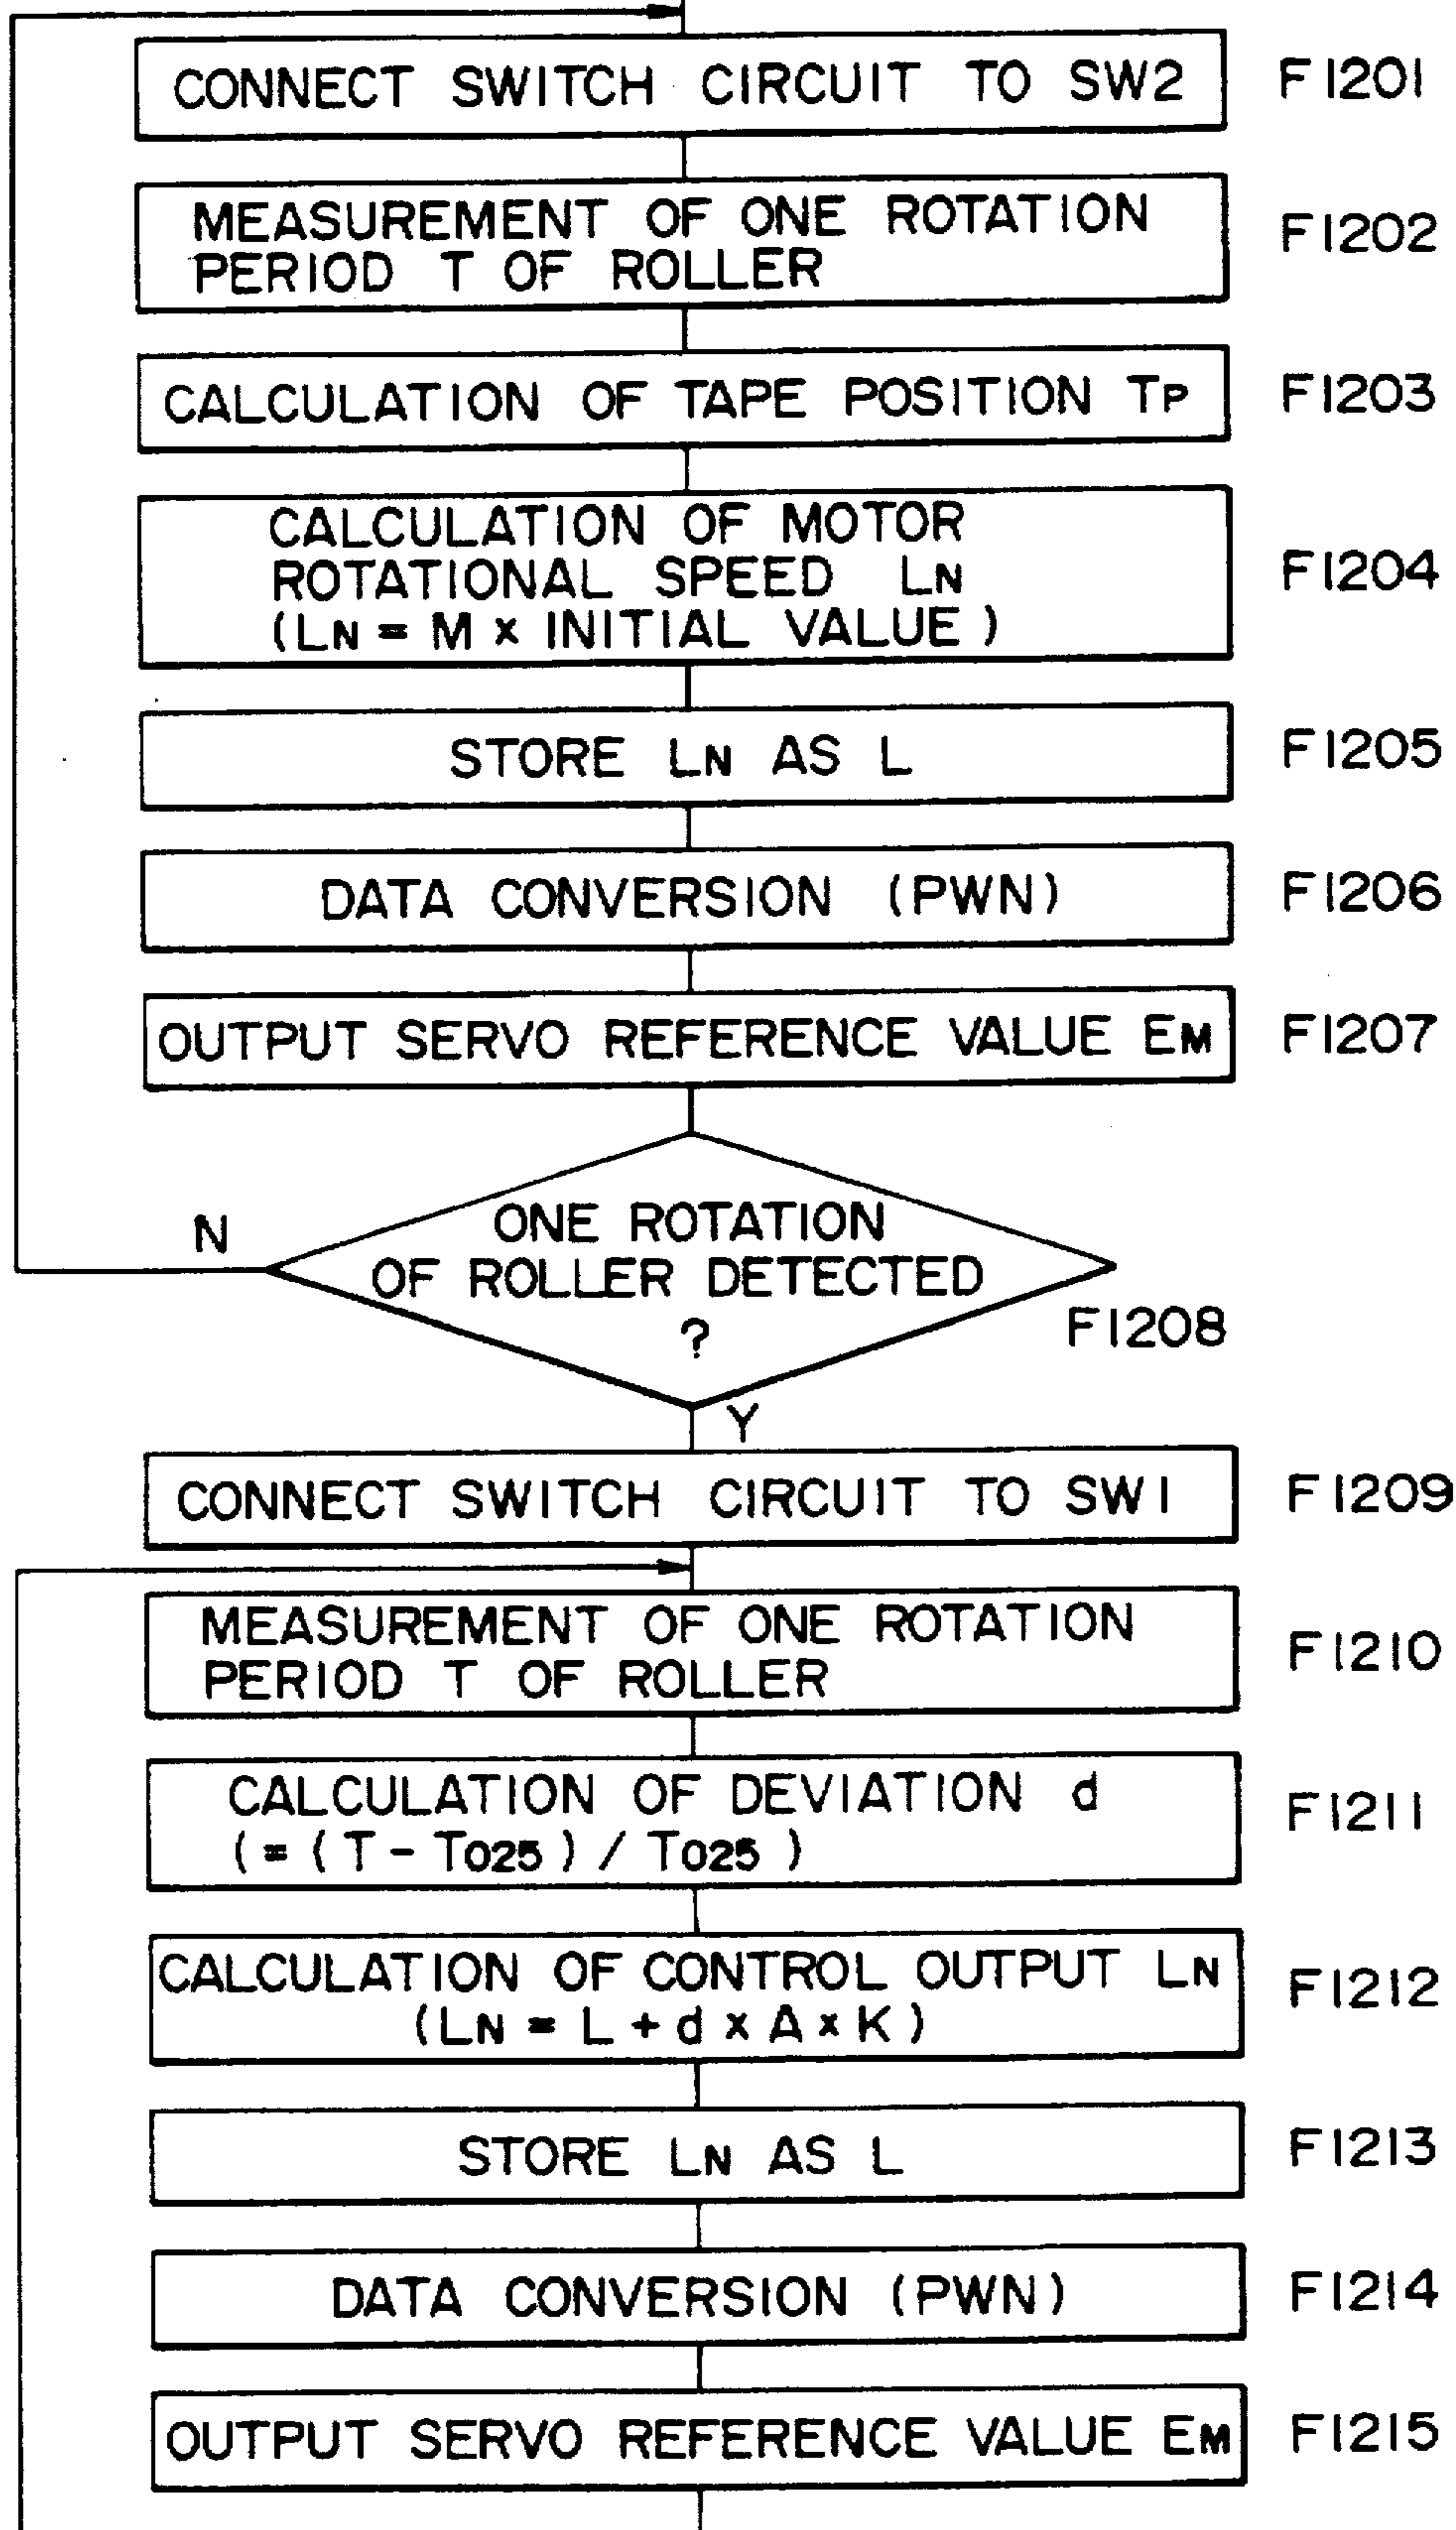 CONNECT SWITCH CIRCUIT TO SW2
F1201
MEASUREMENT OF ONE ROTATION
PERIOD T OF ROLLER
F1202
CALCULATION OF TAPE POSITION TP
F1203
CALCULATION OF MOTOR
ROTATIONAL SPEED LN
(LN = M × INITIAL VALUE)
F1204
STORE LN AS L
F1205
DATA CONVERSION (PWN)
F1206
OUTPUT SERVO REFERENCE VALUE EM
F1207
N
ONE ROTATION
OF ROLLER DETECTED
?
F1208
Y
CONNECT SWITCH CIRCUIT TO SW1
F1209
MEASUREMENT OF ONE ROTATION
PERIOD T OF ROLLER
F1210
CALCULATION OF DEVIATION d
(= (T - T025) / T025)
F1211
CALCULATION OF CONTROL OUTPUT LN
(LN = L + d × A × K)
F1212
STORE LN AS L
F1213
DATA CONVERSION (PWN)
F1214
OUTPUT SERVO REFERENCE VALUE EM
F1215